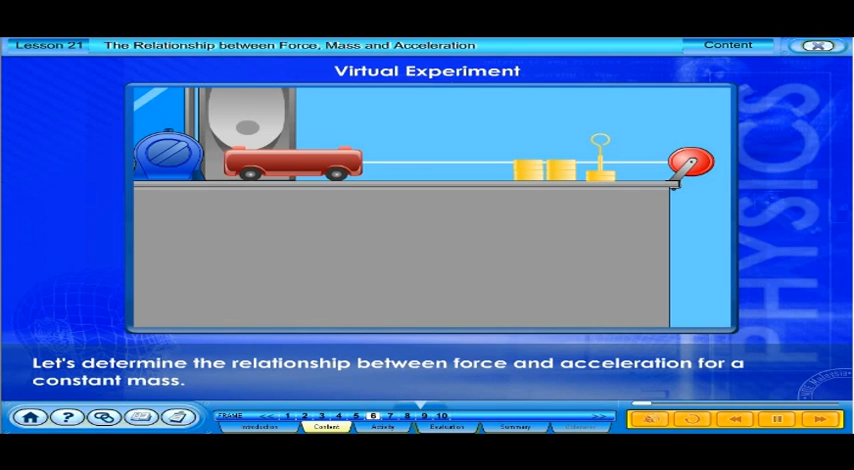 Lesson 21 The Relationship between Force, Mass and Acceleration Content
Virtual Experiment
PHYSICS
Let's determine the relationship between force and acceleration for a
constant mass.
FRAME << 1 2 3 4 5 6 7 8 9 10 >>
Introduction Content Activity Evaluation Summary